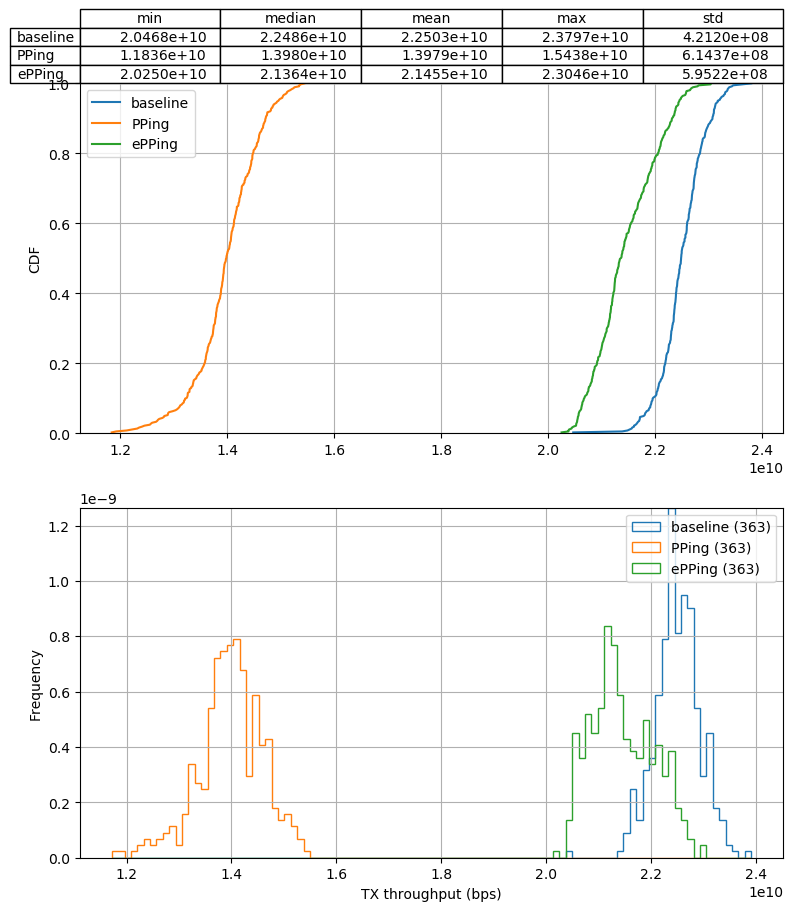 min median mean max std
baseline 2.0468e+10 2.2486e+10 2.2503e+10 2.3797e+10 4.2120e+08
PPing 1.1836e+10 1.3980e+10 1.3979e+10 1.5438e+10 6.1437e+08
ePPing 2.0250e+10 2.1364e+10 2.1455e+10 2.3046e+10 5.9522e+08
1.0
baseline
PPing
ePPing
0.8
0.6
CDF
0.4
0.2
0.0
1.2 1.4 1.6 1.8 2.0 2.2 2.4
1e10
1e−9
baseline (363)
PPing (363)
ePPing (363)
1.2
1.0
0.8
Frequency
0.6
0.4
0.2
0.0
1.2 1.4 1.6 1.8 2.0 2.2 2.4
TX throughput (bps)
1e10